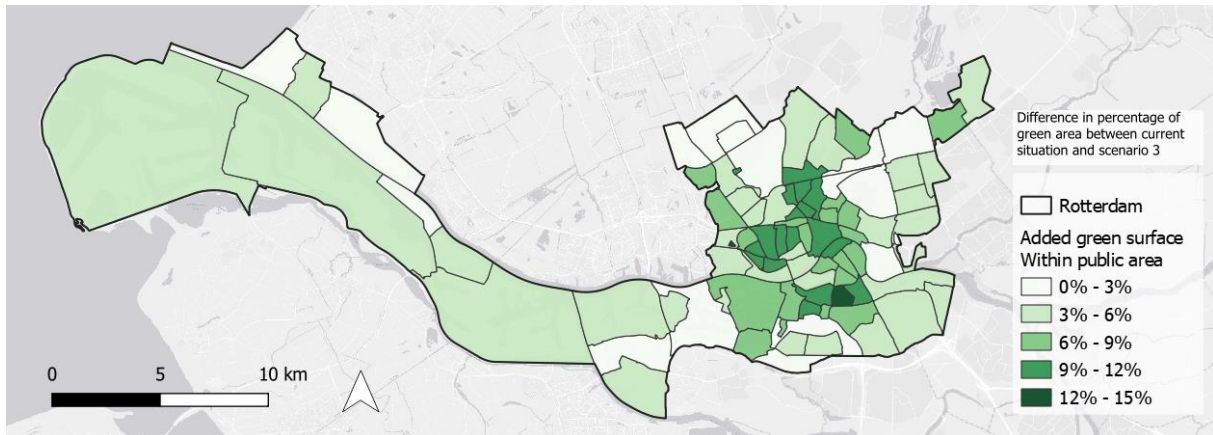 Difference in percentage of
green area between current
situation and scenario 3
Rotterdam
Added green surface
Within public area
0% - 3%
3% - 6%
6% - 9%
9% - 12%
12% - 15%
0 5 10 km